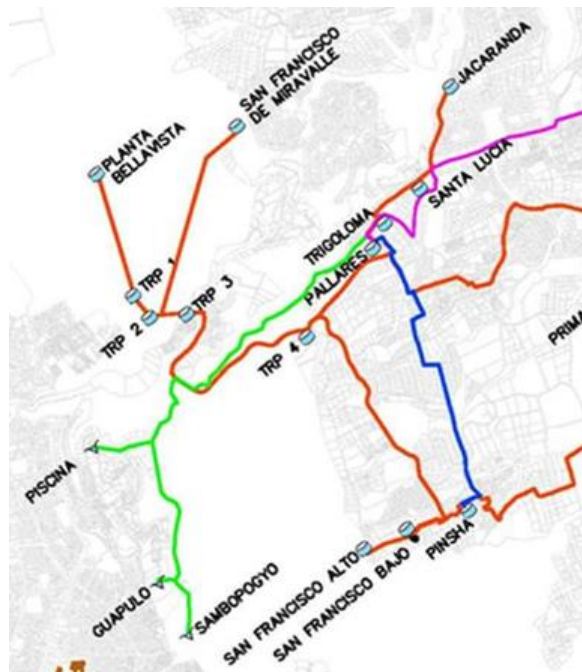 SAN FRANCISCO
DE MIRAVALLE
JACARANDA
PLANTA
BELLAVISTA
SANTA LUCIA
TRIGOLOMA
PALLARES
TRP 1
TRP 3
TRP 2
TRP 4
PRIMA
PISCINA
GUAPULO
SAMBOPOGYO
SAN FRANCISCO ALTO
SAN FRANCISCO BAJO
PINSHA